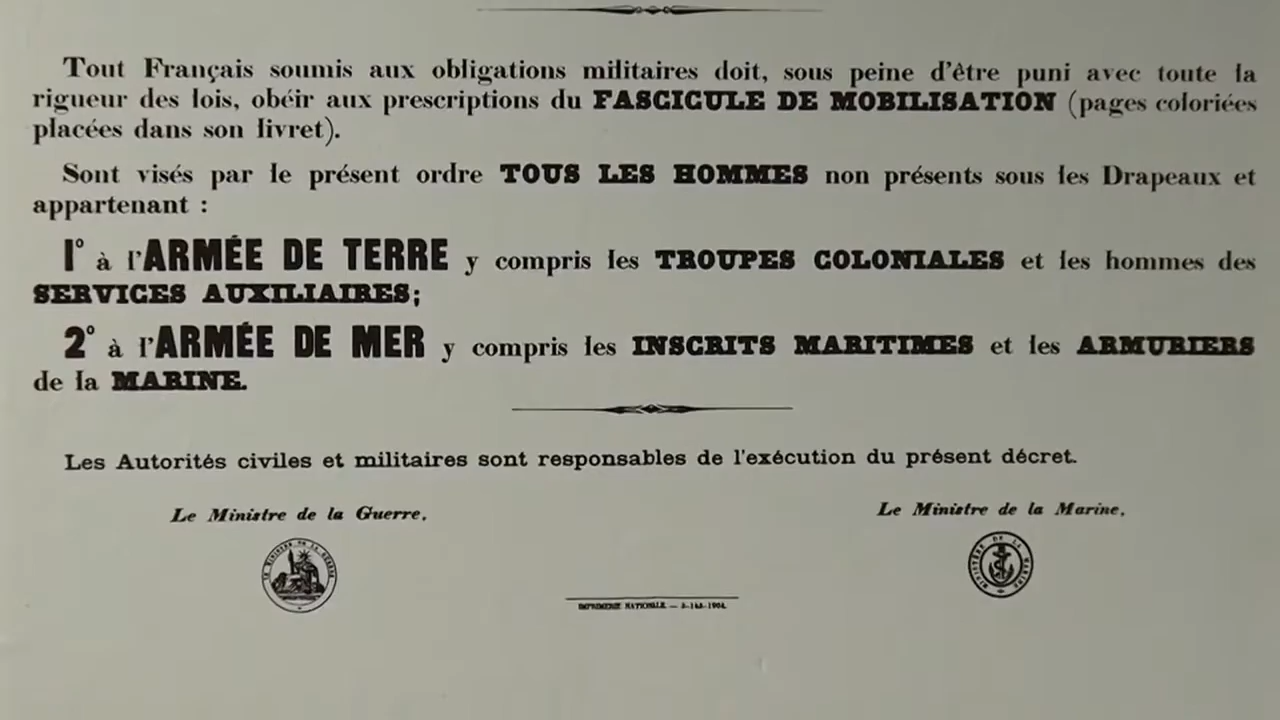 Tout Français soumis aux obligations militaires doit, sous peine d'être puni avec toute la
rigueur des lois, obéir aux prescriptions du FASCICULE DE MOBILISATION (pages coloriées
placées dans son livret).
Sont visés par le présent ordre TOUS LES HOMMES non présents sous les Drapeaux et
appartenant :
1° à l'ARMÉE DE TERRE y compris les TROUPES COLONIALES et les hommes des
SERVICES AUXILIAIRES;
2° à l'ARMÉE DE MER y compris les INSCRITS MARITIMES et les ARMURIERS
de la MARINE.
Les Autorités civiles et militaires sont responsables de l'exécution du présent décret.
Le Ministre de la Guerre,
Le Ministre de la Marine,
MINISTÈRE DE LA MARINE
IMPRIMERIE NATIONALE